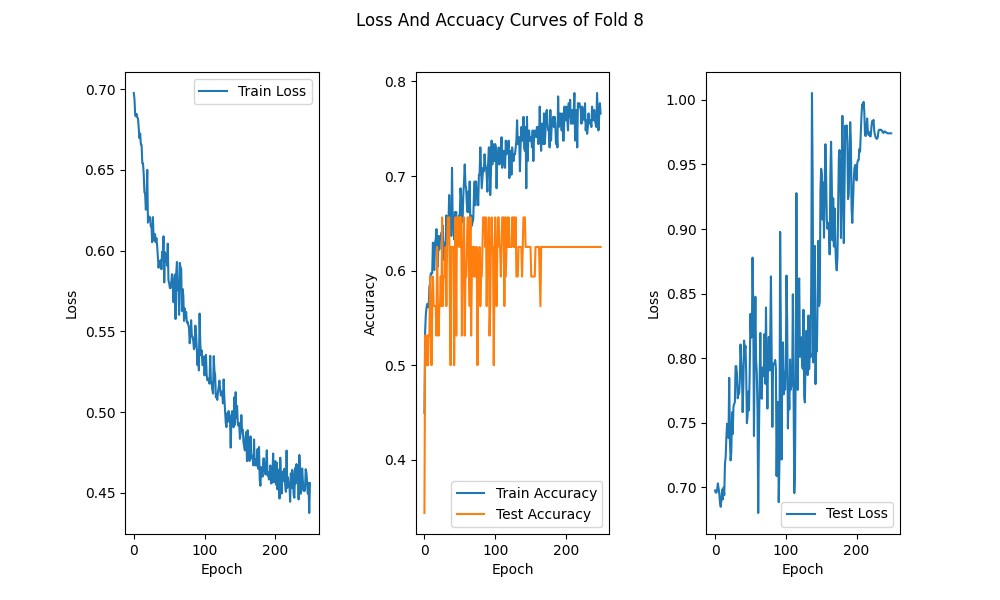 Loss And Accuacy Curves of Fold 8
0.70
0.65
0.60
0.55
0.50
0.45
Loss
0 100 200
Epoch
Train Loss
0.8
0.7
0.6
0.5
0.4
Accuracy
0 100 200
Epoch
Train Accuracy
Test Accuracy
1.00
0.95
0.90
0.85
0.80
0.75
0.70
Loss
0 100 200
Epoch
Test Loss